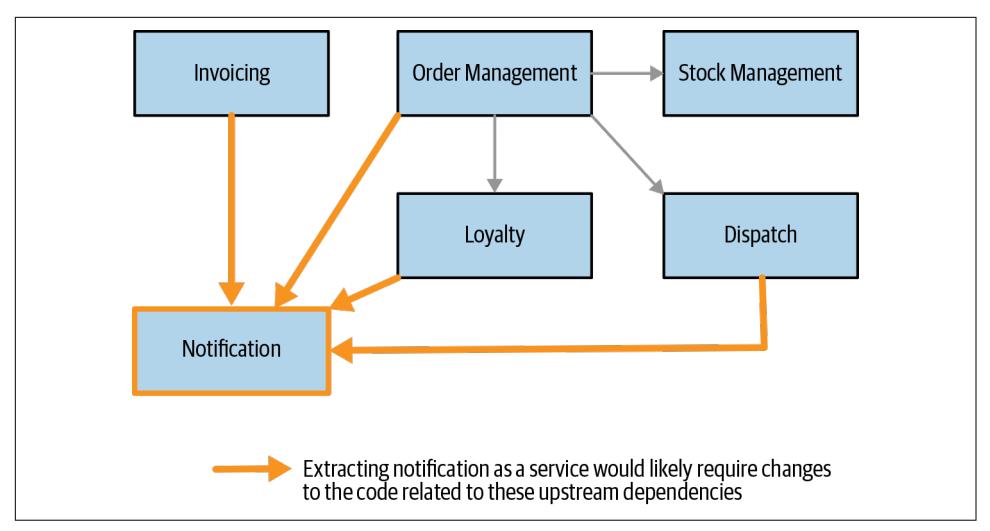 Invoicing
Order Management
Stock Management
Loyalty
Dispatch
Notification
Extracting notification as a service would likely require changes
to the code related to these upstream dependencies